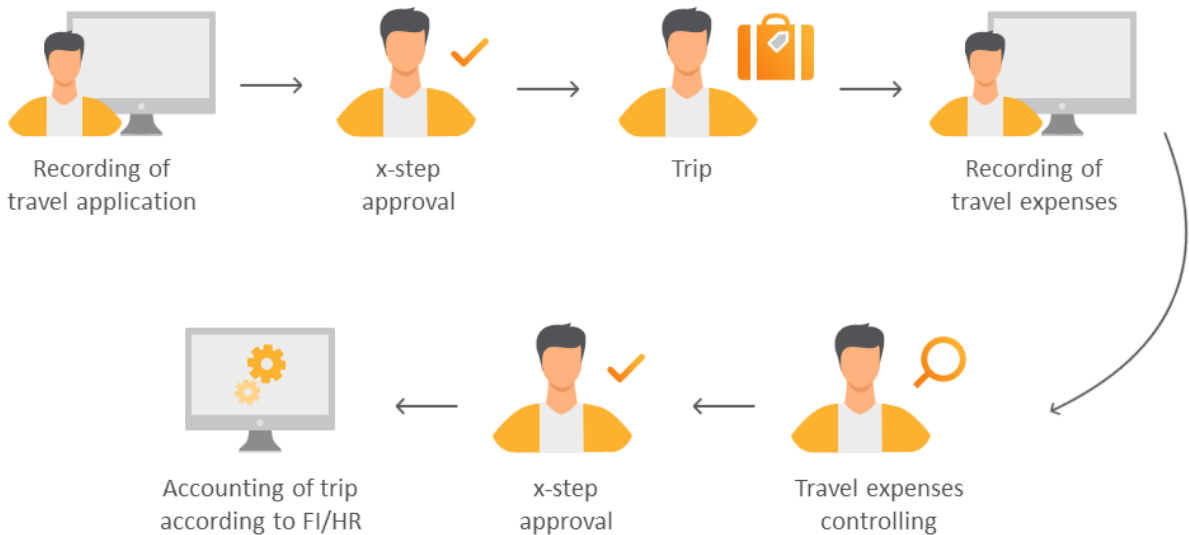 Recording of
travel application
x-step
approval
Trip
Recording of
travel expenses
Accounting of trip
according to FI/HR
x-step
approval
Travel expenses
controlling